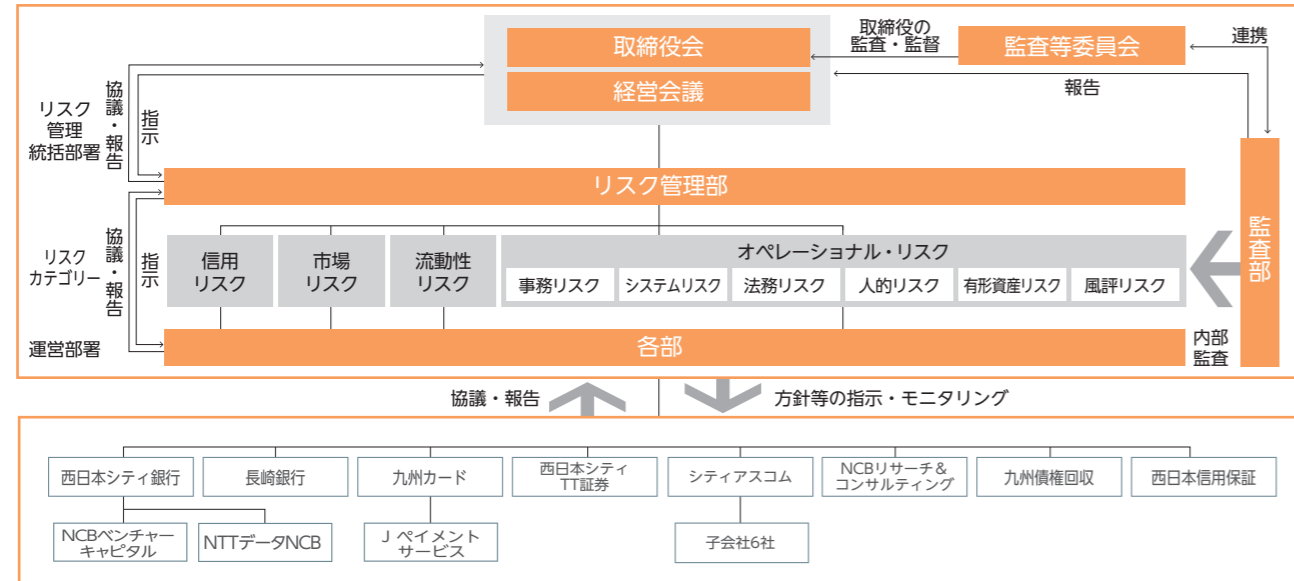 取締役会
経営会議
取締役の
監査・監督
監査等委員会
連携
報告
リスク
管理
統括部署
協議・報告
指示
リスク管理部
リスク
カテゴリー
協議・報告
指示
信用
リスク
市場
リスク
流動性
リスク
オペレーショナル・リスク
事務リスク
システムリスク
法務リスク
人的リスク
有形資産リスク
風評リスク
監査部
運営部署
各部
内部
監査
協議・報告
方針等の指示・モニタリング
西日本シティ銀行
長崎銀行
九州カード
西日本シティ
TT証券
シティアスコム
NCBリサーチ&
コンサルティング
九州債権回収
西日本信用保証
NCBベンチャー
キャピタル
NTTデータNCB
J ペイメント
サービス
子会社6社